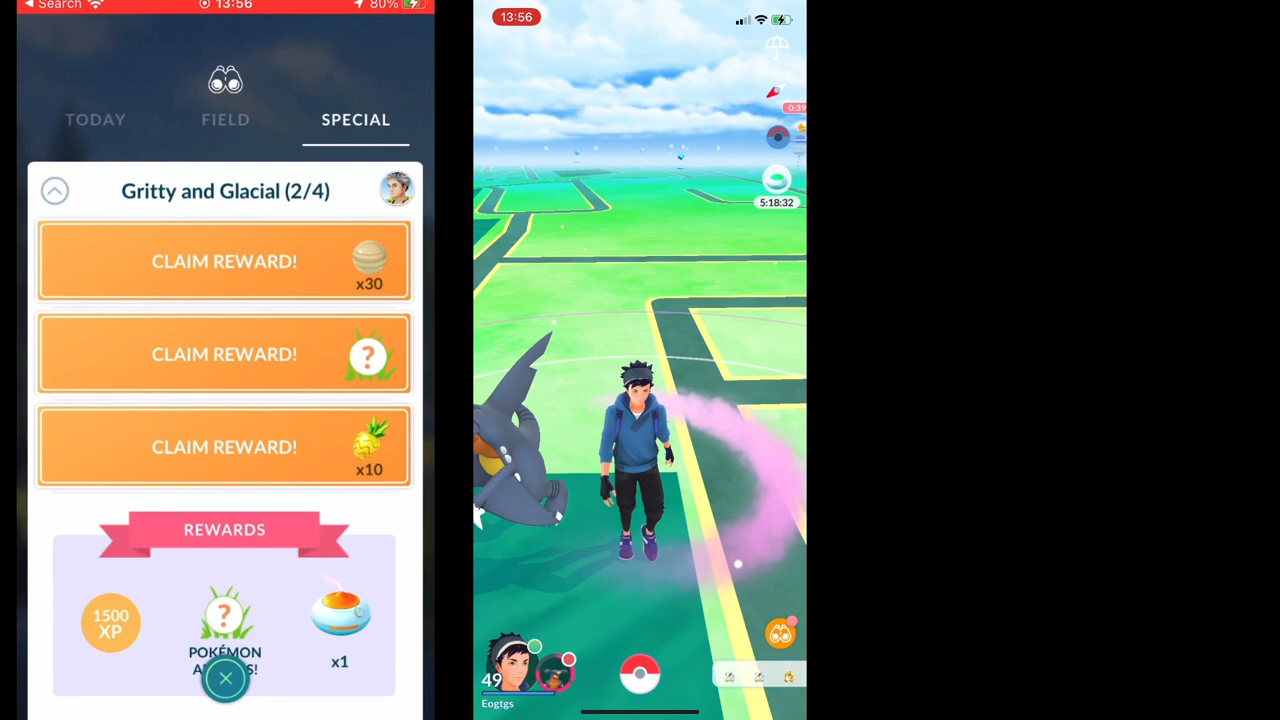 Search
13:56
80%
TODAY
FIELD
SPECIAL
Gritty and Glacial (2/4)
CLAIM REWARD!
x30
CLAIM REWARD!
?
CLAIM REWARD!
x10
REWARDS
1500
XP
?
POKÉMON
x1
13:56
0:39
5:18:32
49
Eogtgs